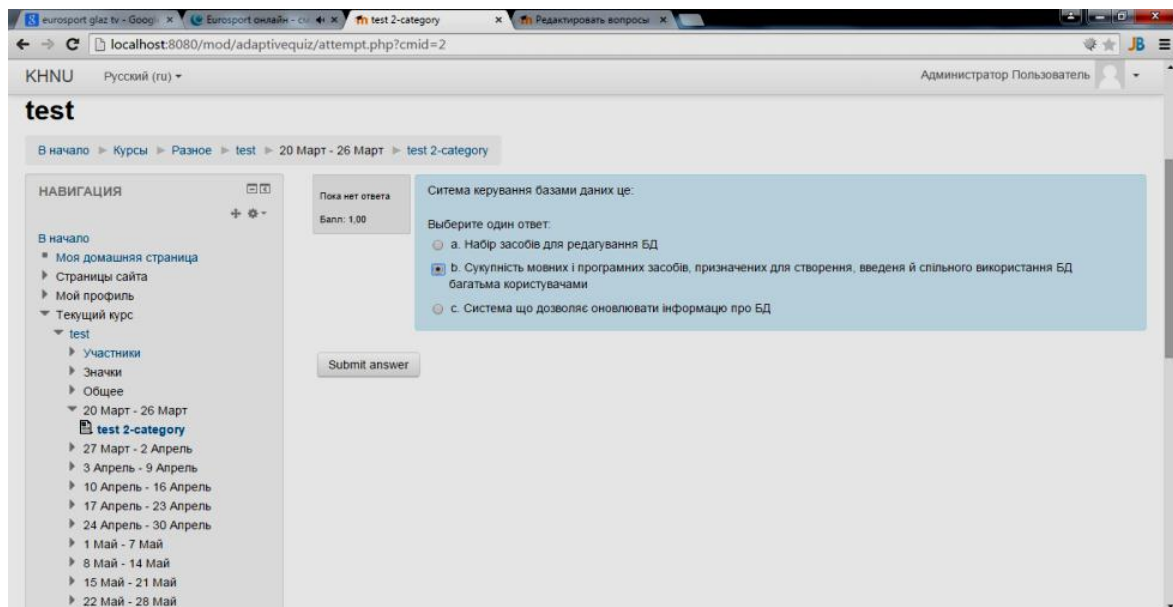 eurosport glaz tv - Googl
Eurosport онлайн - см
test 2-category
Редактировать вопросы
localhost:8080/mod/adaptivequiz/attempt.php?cmid=2
JB
KHNU
Русский (ru)
Администратор Пользователь
test
В начало
Курсы
Разное
test
20 Март - 26 Март
test 2-category
НАВИГАЦИЯ
В начало
Моя домашняя страница
Страницы сайта
Мой профиль
Текущий курс
test
Участники
Значки
Общее
20 Март - 26 Март
test 2-category
27 Март - 2 Апрель
3 Апрель - 9 Апрель
10 Апрель - 16 Апрель
17 Апрель - 23 Апрель
24 Апрель - 30 Апрель
1 Май - 7 Май
8 Май - 14 Май
15 Май - 21 Май
22 Май - 28 Май
Пока нет ответа
Балл: 1,00
Ситема керування базами даних це:
Выберите один ответ:
a. Набір засобів для редагування БД
b. Сукупність мовних і програмних засобів, призначених для створення, введеня й спільного використання БД
багатьма користувачами
c. Система що дозволяє оновлювати інформацю про БД
Submit answer